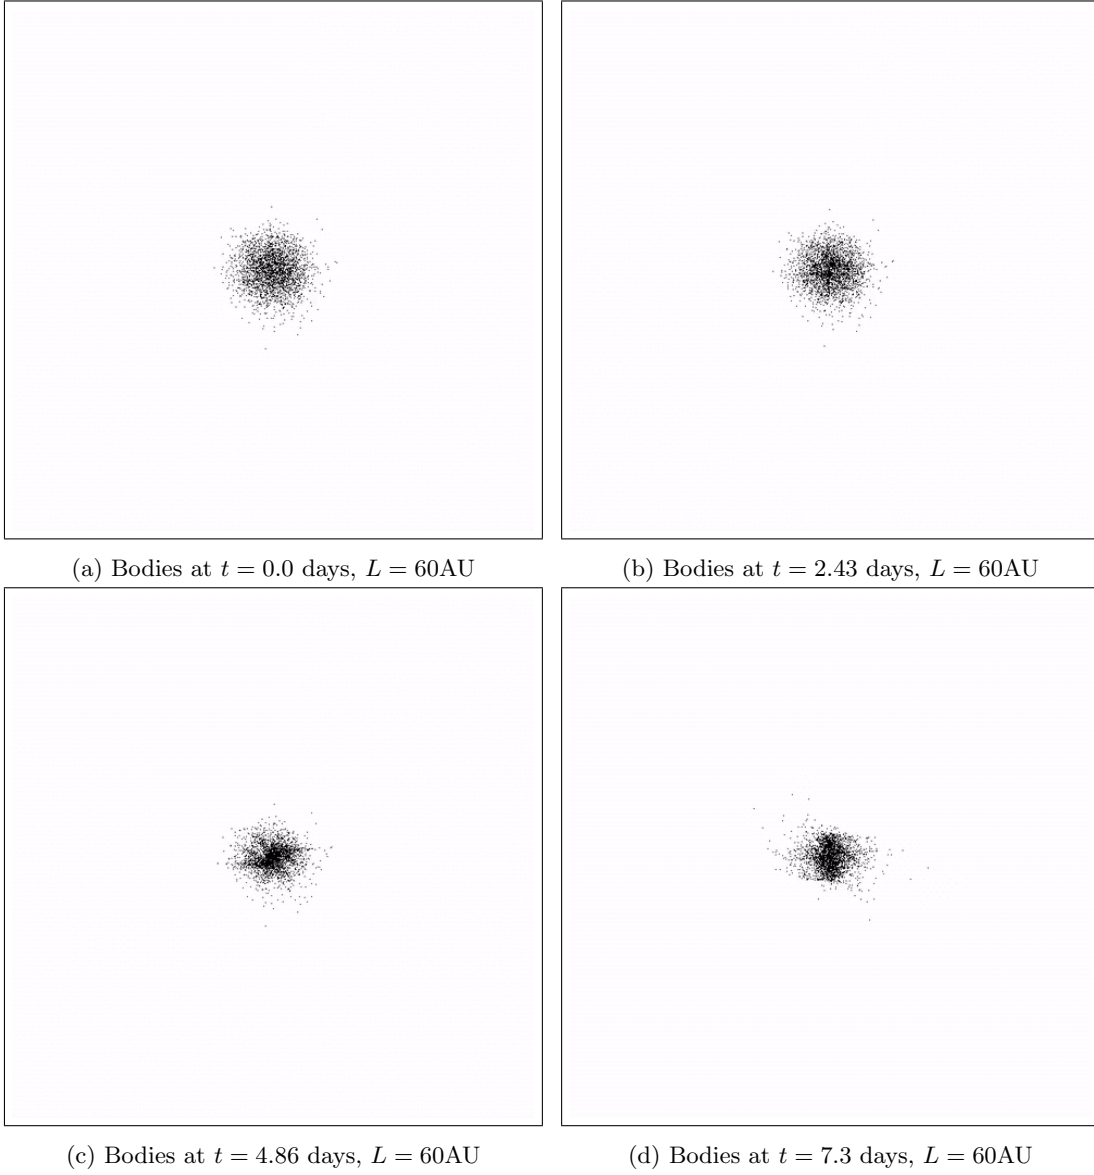 (a) Bodies at t = 0.0 days, L = 60AU
(b) Bodies at t = 2.43 days, L = 60AU
(c) Bodies at t = 4.86 days, L = 60AU
(d) Bodies at t = 7.3 days, L = 60AU